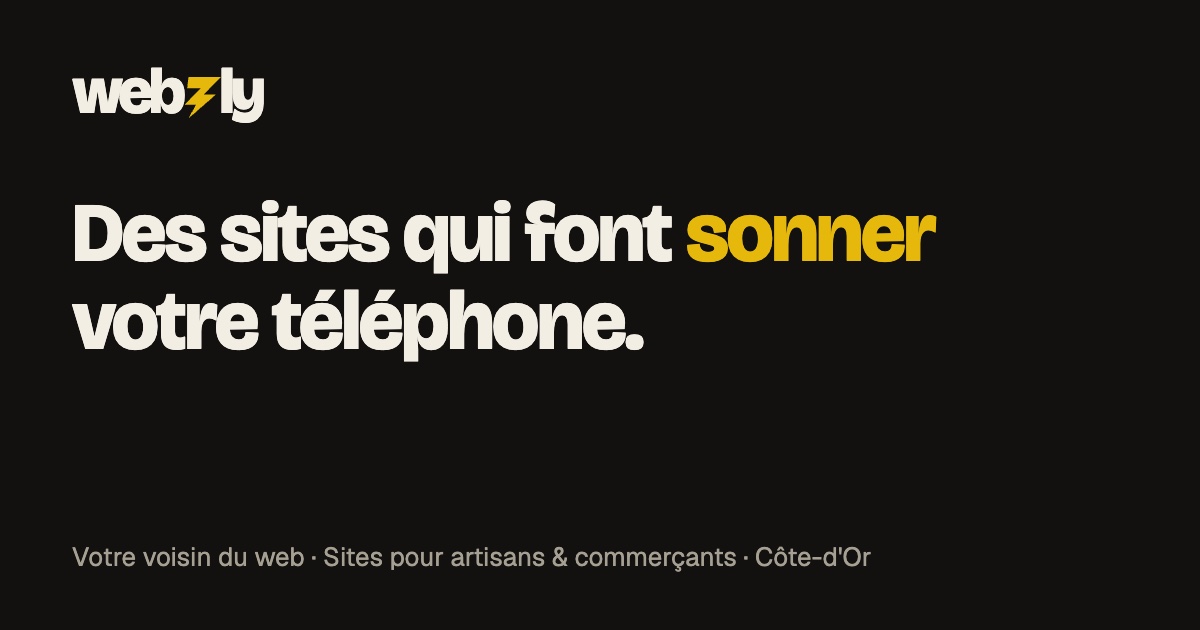 webzly
Des sites qui font sonner
votre téléphone.
Votre voisin du web · Sites pour artisans & commerçants · Côte-d'Or